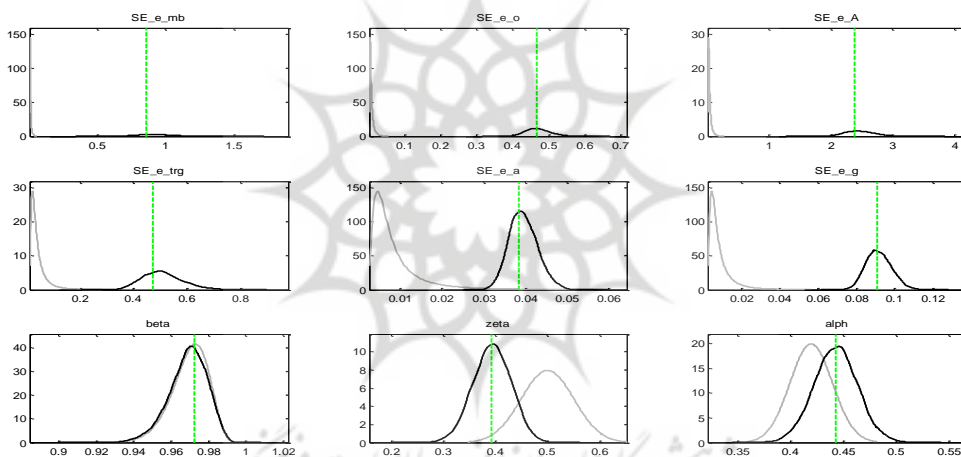 SE_e_mb SE_e_o SE_e_A
150 150 30
100 100 20
50 50 10
0 0 0
0.5 1 1.5 0.1 0.2 0.3 0.4 0.5 0.6 0.7 1 2 3 4
SE_e_trg SE_e_a SE_e_g
30 150 150
20 100 100
10 50 50
0 0 0
0.2 0.4 0.6 0.8 0.01 0.02 0.03 0.04 0.05 0.06 0.02 0.04 0.06 0.08 0.1 0.12
beta zeta alph
40 10 20
30 8 15
20 6 10
10 4 5
0 2 0
0
0.9 0.92 0.94 0.96 0.98 1 1.02 0.2 0.3 0.4 0.5 0.6 0.35 0.4 0.45 0.5